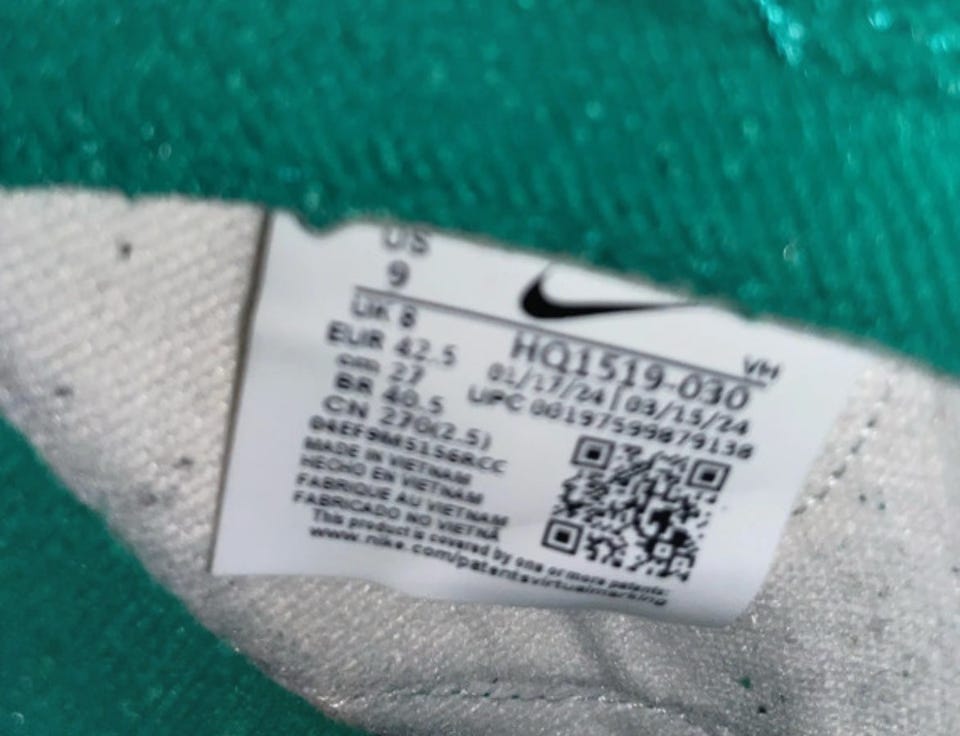 US
9
UK 8
EUR 42.5
cm 27
BR 40.5
CN 270(2.5)
04EF9M5156RCC
MADE IN VIETNAM
HECHO EN VIETNAM
FABRIQUE AU VIETNAM
FABRICADO NO VIETNÃ
This product is covered by one or more patents:
www.nike.com/patentsvirtualmarking
VH
HQ1519-030
01/17/24 | 03/15/24
UPC 00197599879138